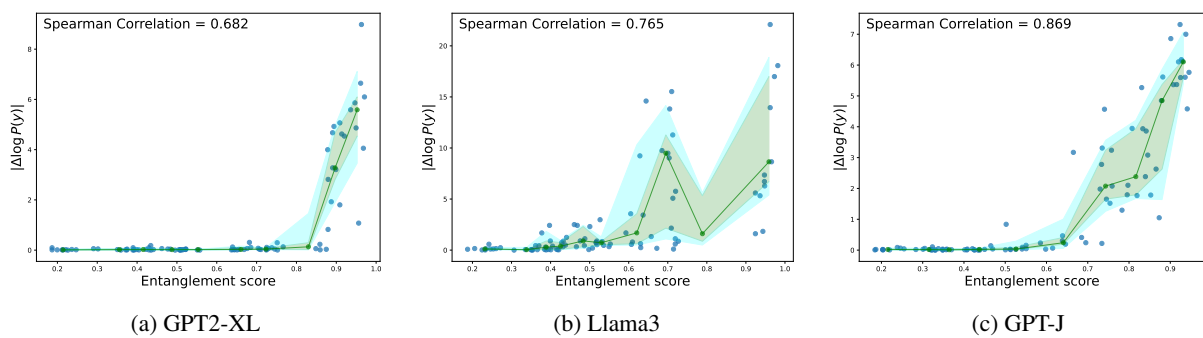 Spearman Correlation = 0.682
|Δlog P(y)|
8
6
4
2
0
0.2 0.3 0.4 0.5 0.6 0.7 0.8 0.9 1.0
Entanglement score
(a) GPT2-XL
Spearman Correlation = 0.765
|Δlog P(y)|
20
15
10
5
0
0.2 0.3 0.4 0.5 0.6 0.7 0.8 0.9 1.0
Entanglement score
(b) Llama3
Spearman Correlation = 0.869
|Δlog P(y)|
7
6
5
4
3
2
1
0
0.2 0.3 0.4 0.5 0.6 0.7 0.8 0.9
Entanglement score
(c) GPT-J